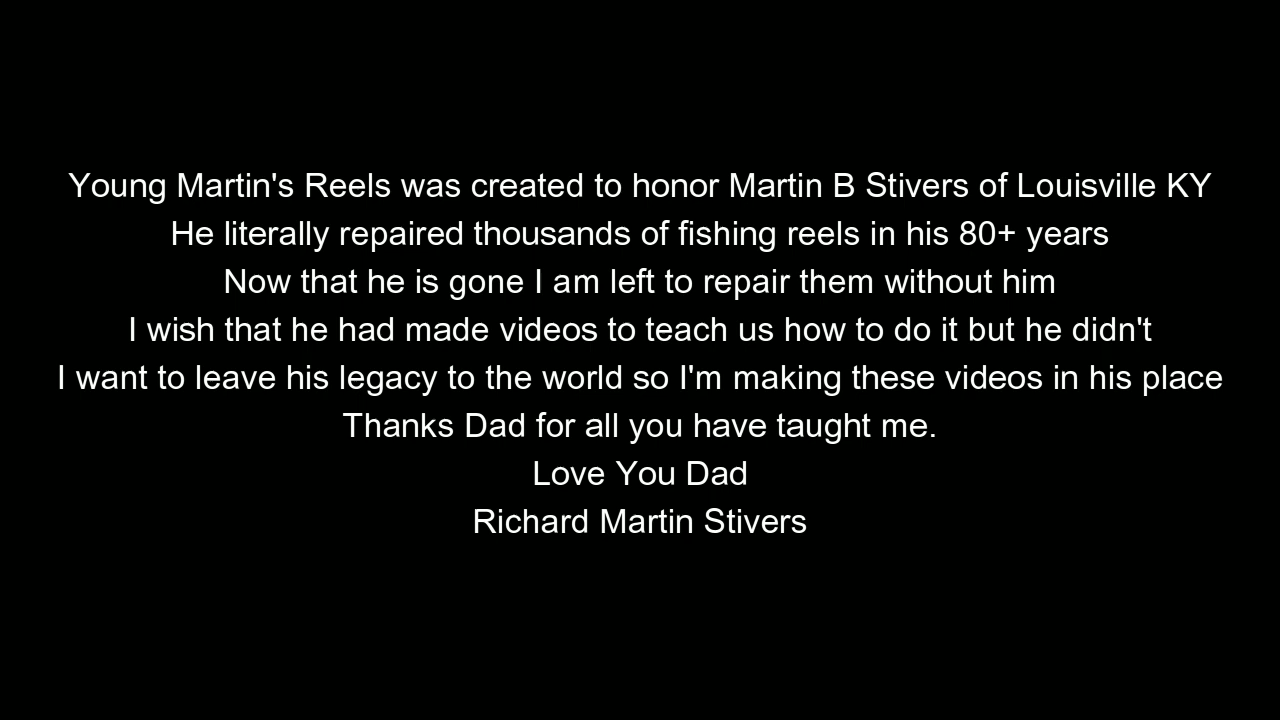 Young Martin's Reels was created to honor Martin B Stivers of Louisville KY
He literally repaired thousands of fishing reels in his 80+ years
Now that he is gone I am left to repair them without him
I wish that he had made videos to teach us how to do it but he didn't
I want to leave his legacy to the world so I'm making these videos in his place
Thanks Dad for all you have taught me.
Love You Dad
Richard Martin Stivers